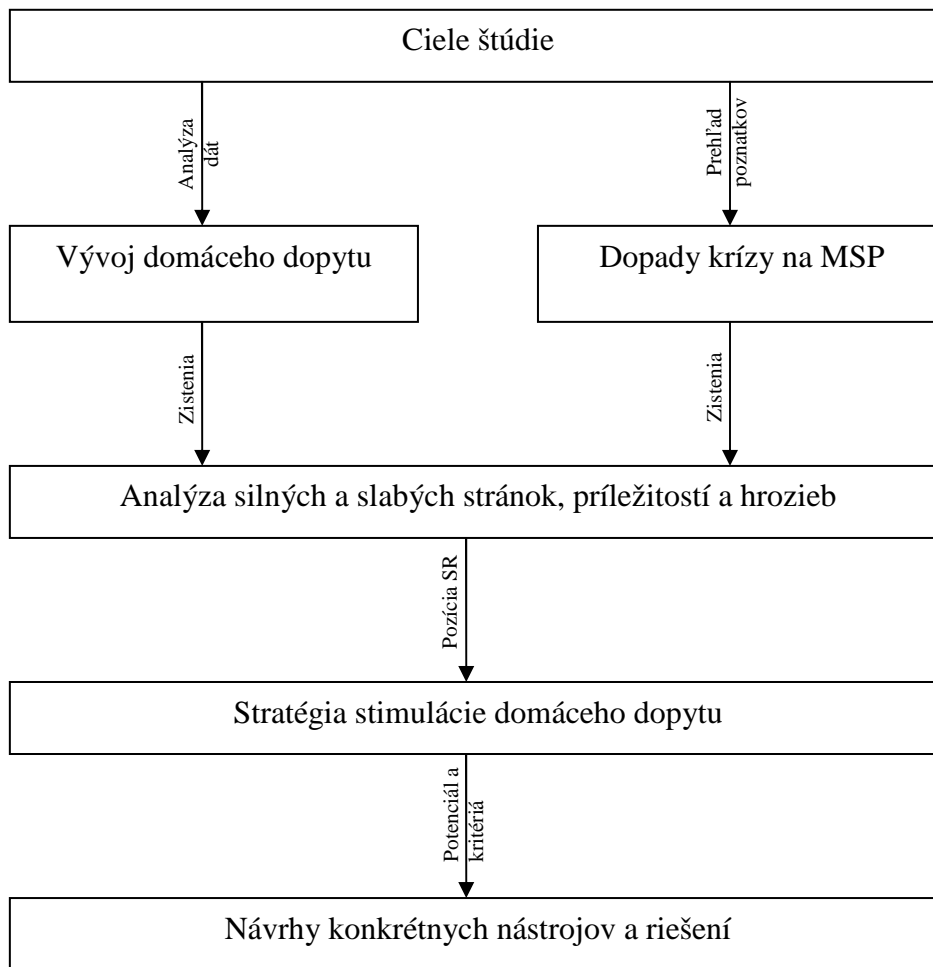 Ciele štúdie
Analýza
dát
Prehľad
poznatkov
Vývoj domáceho dopytu
Dopady krízy na MSP
Zistenia
Zistenia
Analýza silných a slabých stránok, príležitostí a hrozieb
Pozícia SR
Stratégia stimulácie domáceho dopytu
Potenciál a
kritériá
Návrhy konkrétnych nástrojov a riešení